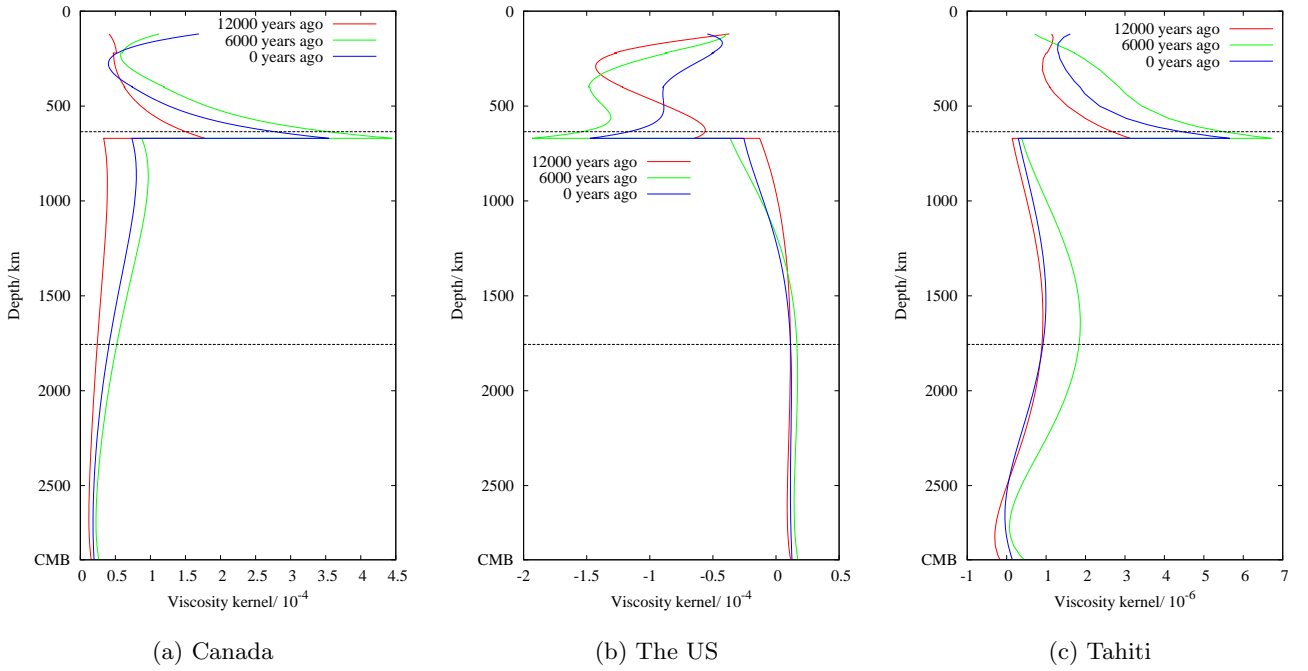 0
500
1000
1500
2000
2500
CMB
Depth/ km
0
0.5
1
1.5
2
2.5
3
3.5
4
4.5
Viscosity kernel/ 10^-4
12000 years ago
6000 years ago
0 years ago
(a) Canada
0
500
1000
1500
2000
2500
CMB
Depth/ km
-2
-1.5
-1
-0.5
0
0.5
Viscosity kernel/ 10^-4
12000 years ago
6000 years ago
0 years ago
(b) The US
0
500
1000
1500
2000
2500
CMB
Depth/ km
-1
0
1
2
3
4
5
6
7
Viscosity kernel/ 10^-6
12000 years ago
6000 years ago
0 years ago
(c) Tahiti